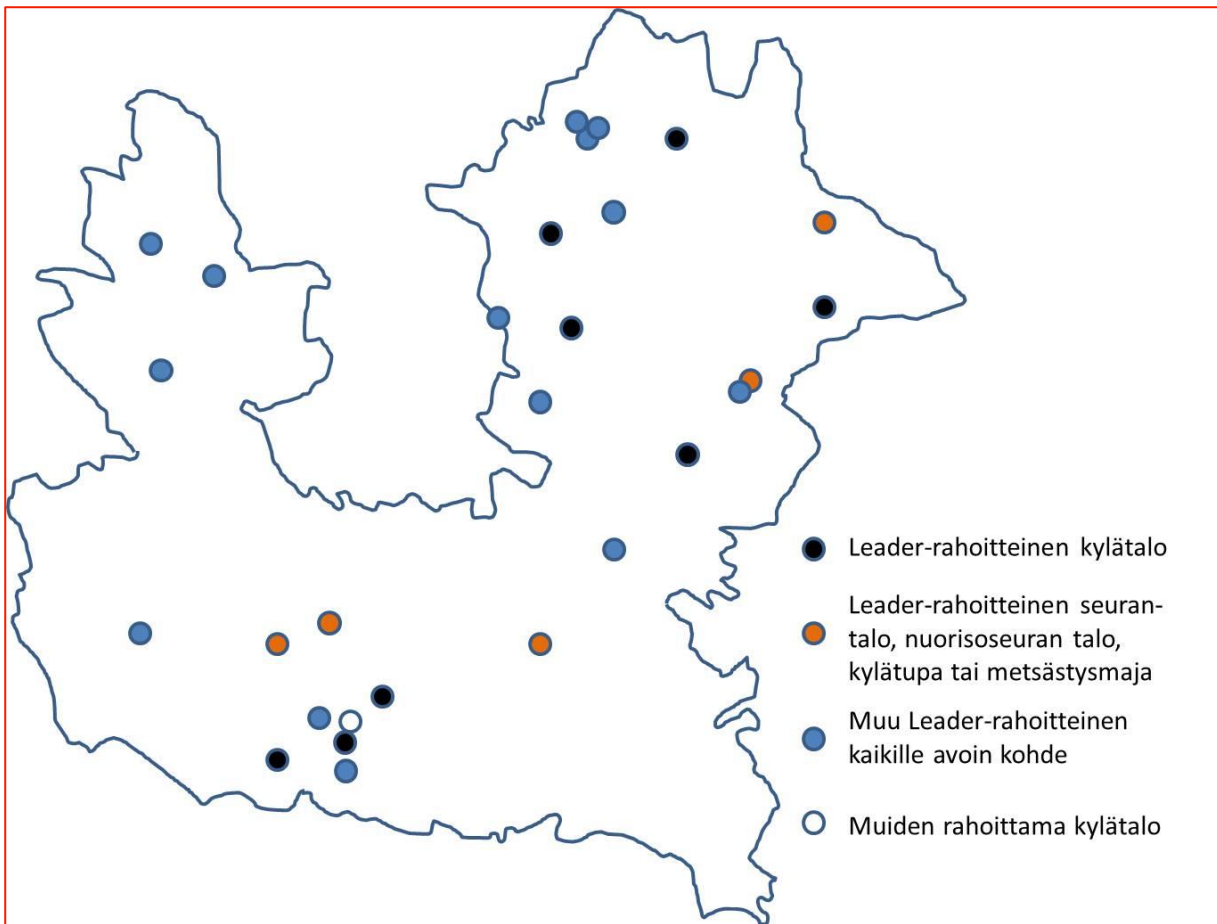 Leader-rahoitteinen kylätalo
Leader-rahoitteinen seuran-
talo, nuorisoseuran talo,
kylätupa tai metsästysmaja
Muu Leader-rahoitteinen
kaikille avoin kohde
Muiden rahoittama kylätalo